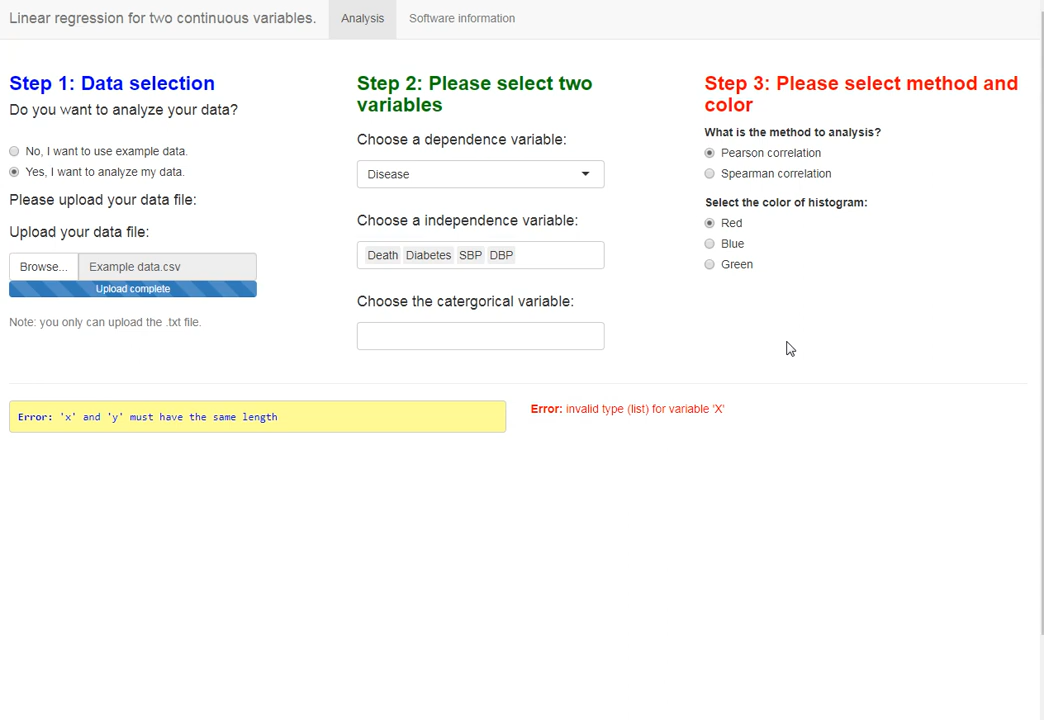 Linear regression for two continuous variables.
Analysis
Software information
Step 1: Data selection
Do you want to analyze your data?
No, I want to use example data.
Yes, I want to analyze my data.
Please upload your data file:
Upload your data file:
Browse...
Example data.csv
Upload complete
Note: you only can upload the .txt file.
Step 2: Please select two
variables
Choose a dependence variable:
Disease
Choose a independence variable:
Death Diabetes SBP DBP
Choose the catergorical variable:
Step 3: Please select method and
color
What is the method to analysis?
Pearson correlation
Spearman correlation
Select the color of histogram:
Red
Blue
Green
Error: 'x' and 'y' must have the same length
Error: invalid type (list) for variable 'X'